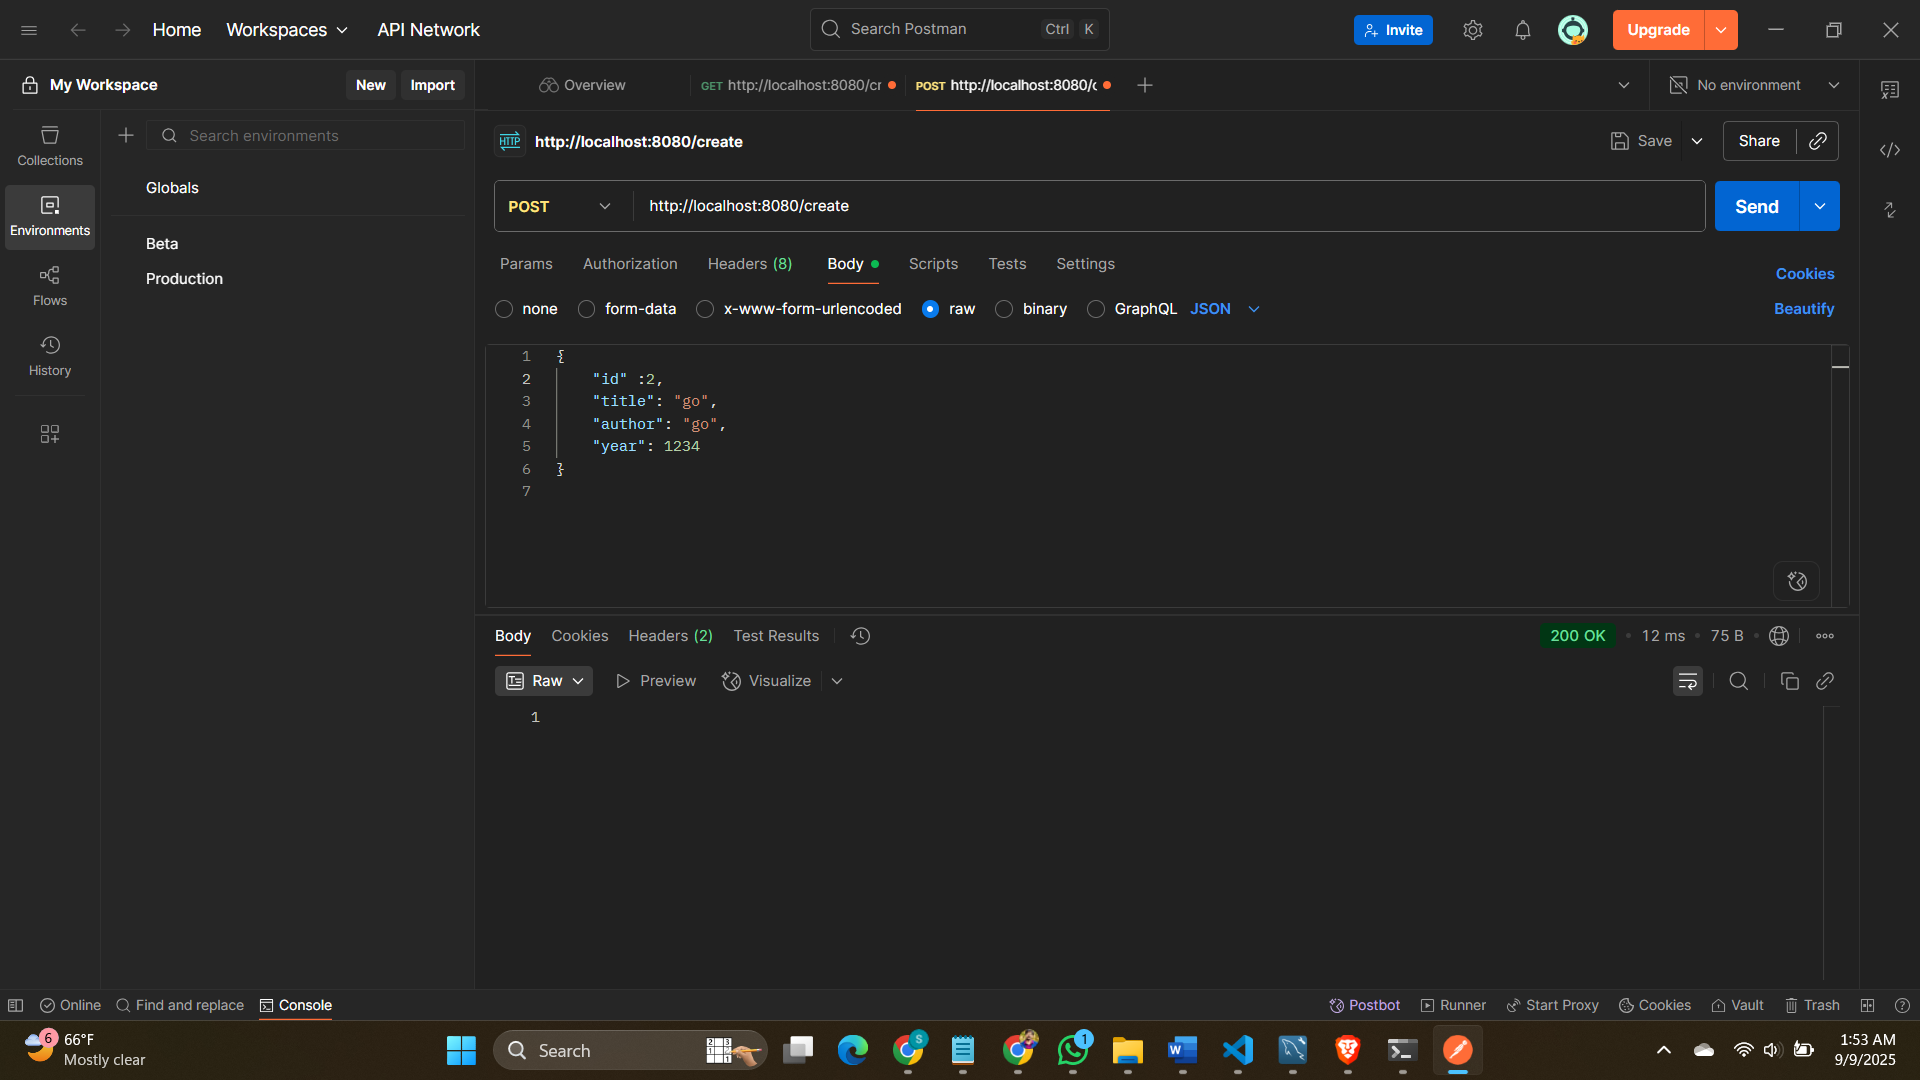 Home Workspaces API Network Search Postman Ctrl K Invite Upgrade
My Workspace New Import Overview GET http://localhost:8080/cr POST http://localhost:8080/c No environment
Search environments HTTP http://localhost:8080/create Save Share
Collections
Globals
POST http://localhost:8080/create Send
Environments
Beta
Production
Flows
History
Params Authorization Headers (8) Body Scripts Tests Settings Cookies
none form-data x-www-form-urlencoded raw binary GraphQL JSON Beautify
1 {
2 "id" :2,
3 "title": "go",
4 "author": "go",
5 "year": 1234
6 }
7
Body Cookies Headers (2) Test Results 200 OK • 12 ms • 75 B
Raw Preview Visualize
1
Online Find and replace Console Postbot Runner Start Proxy Cookies Vault Trash
6 66°F
Mostly clear
Search
S
1
1:53 AM
9/9/2025